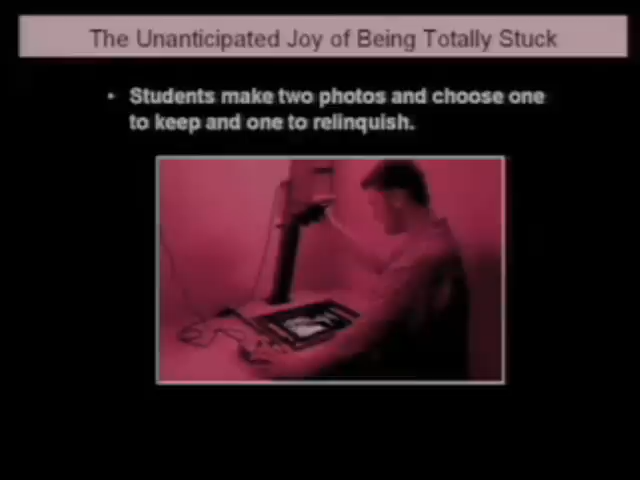 The Unanticipated Joy of Being Totally Stuck
• Students make two photos and choose one
to keep and one to relinquish.